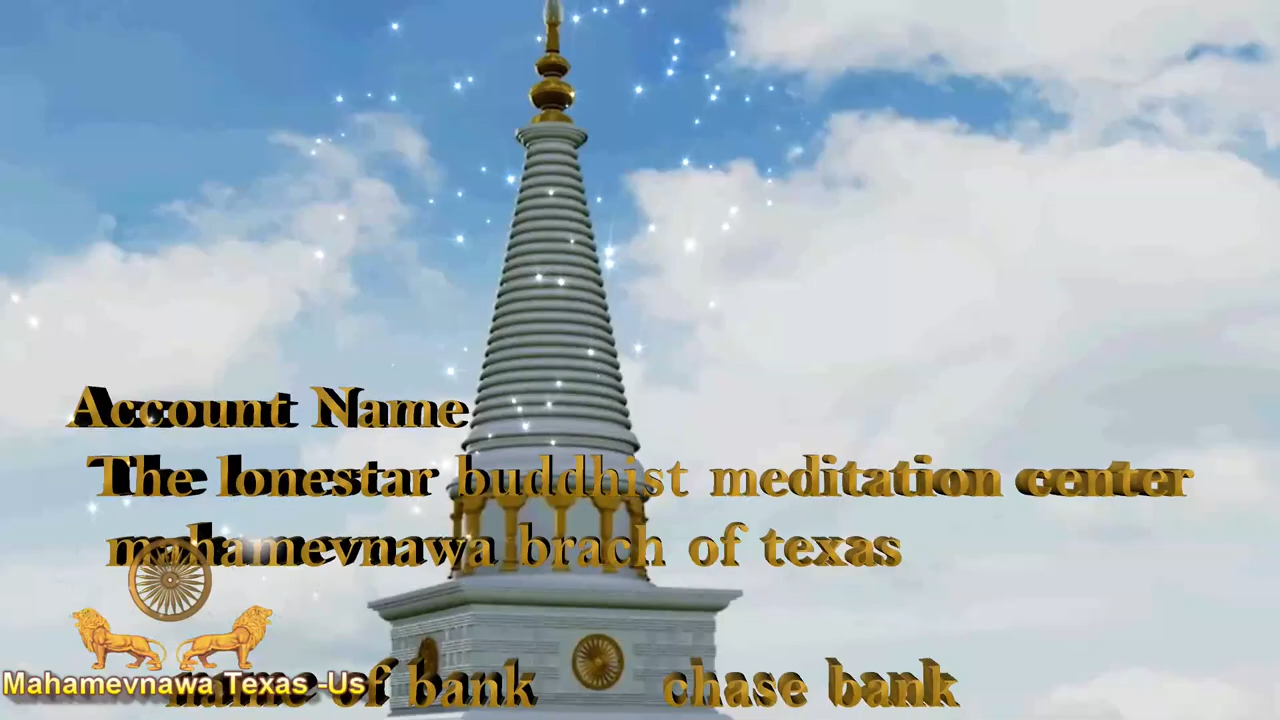 Account Name
The lonestar buddhist meditation center
mahamevnawa brach of texas
name of bank chase bank
Mahamevnawa Texas -Us